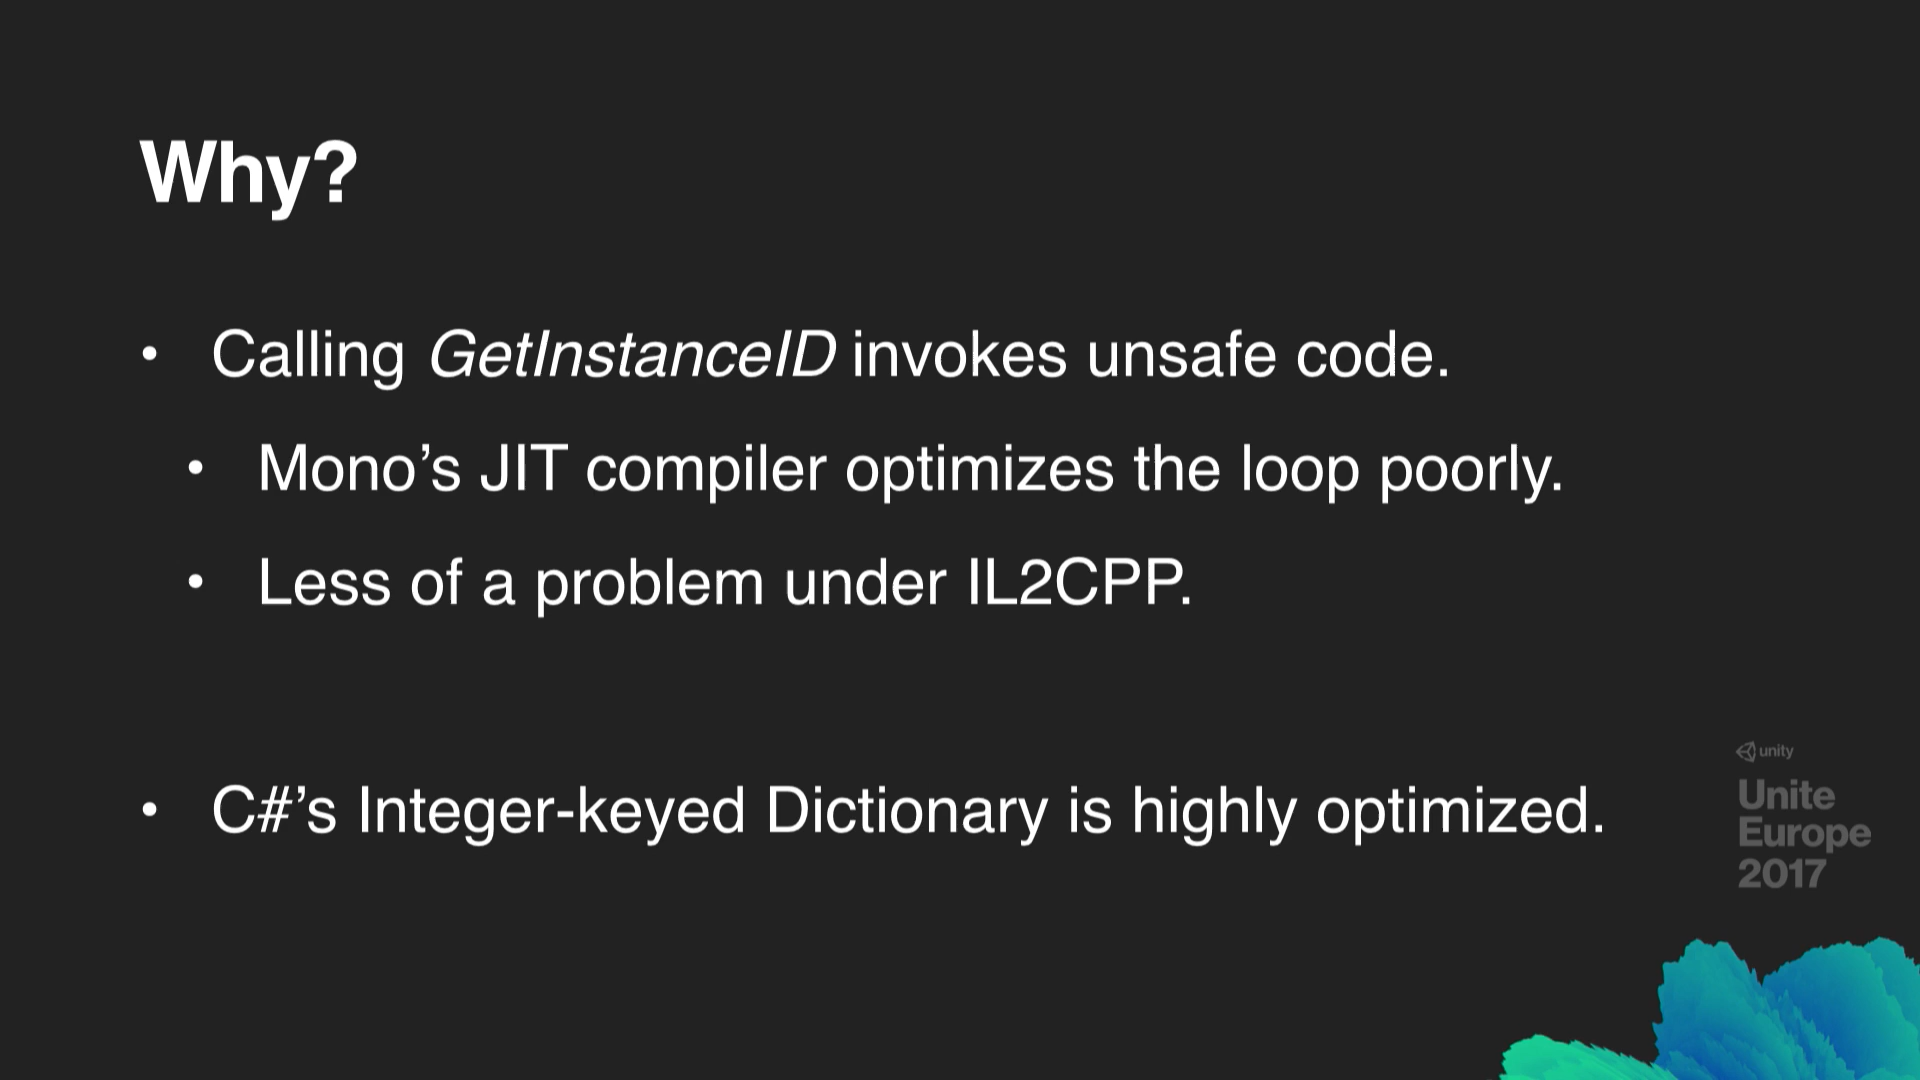 Why?
• Calling GetInstanceID invokes unsafe code.
• Mono’s JIT compiler optimizes the loop poorly.
• Less of a problem under IL2CPP.
• C#’s Integer-keyed Dictionary is highly optimized.
unity
Unite
Europe
2017